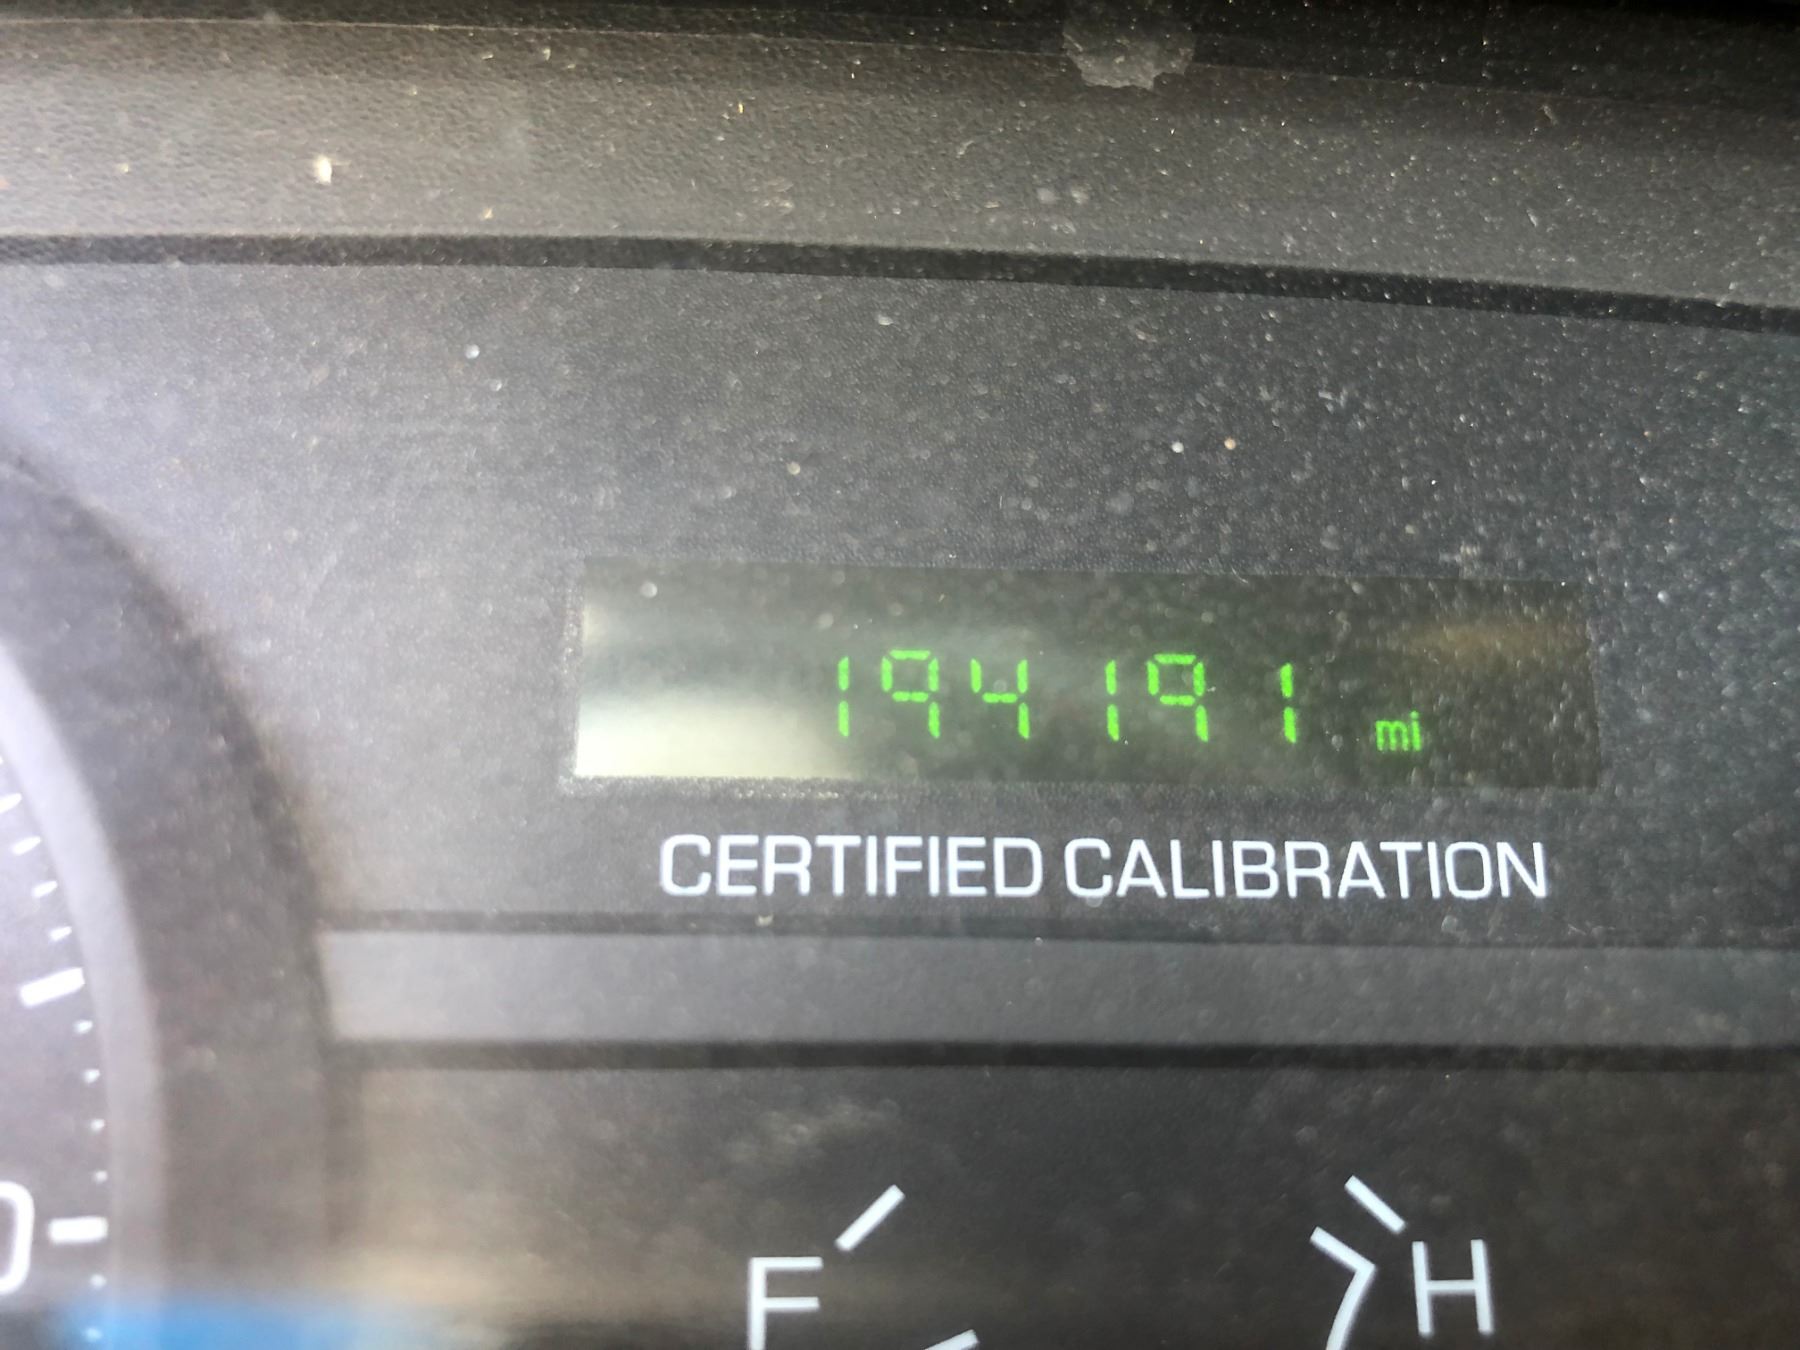 194191 mi
CERTIFIED CALIBRATION
F H